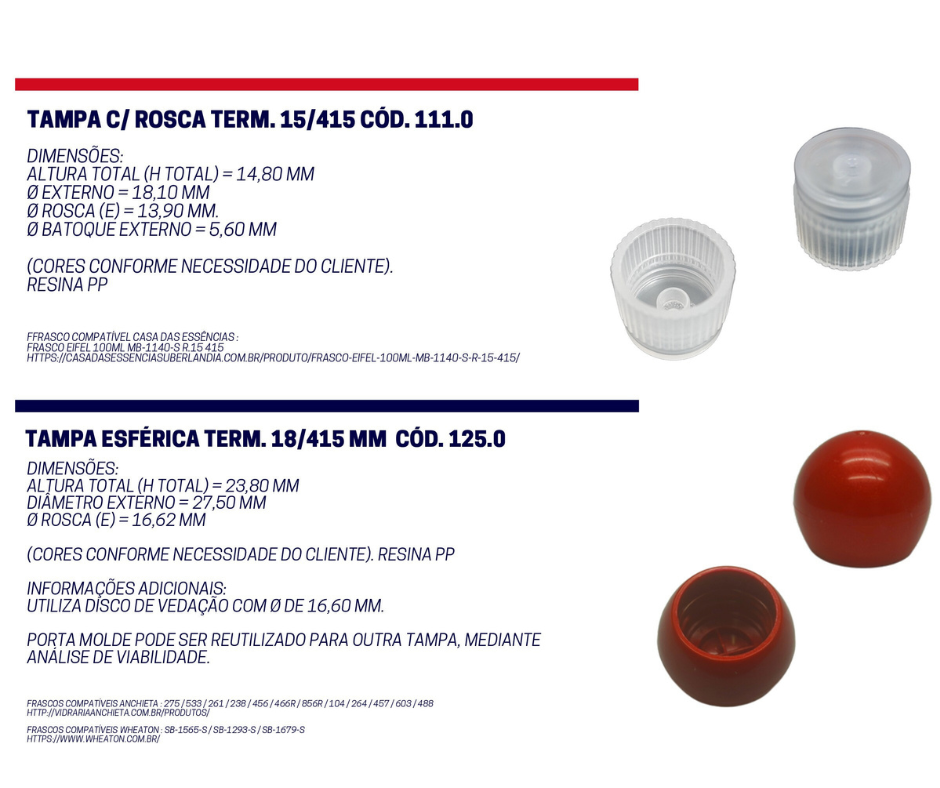 TAMPA C/ ROSCA TERM. 15/415 CÓD. 111.0
DIMENSÕES:
ALTURA TOTAL (H TOTAL) = 14,80 MM
Ø EXTERNO = 18,10 MM
Ø ROSCA (E) = 13,90 MM.
Ø BATOQUE EXTERNO = 5,60 MM
(CORES CONFORME NECESSIDADE DO CLIENTE).
RESINA PP
FFRASCO COMPATÍVEL CASA DAS ESSÊNCIAS :
FRASCO EIFEL 100ML MB-1140-S R.15 415
HTTPS://CASADASESSENCIASUBERLANDIA.COM.BR/PRODUTO/FRASCO-EIFEL-100ML-MB-1140-S-R-15-415/
TAMPA ESFÉRICA TERM. 18/415 MM CÓD. 125.0
DIMENSÕES:
ALTURA TOTAL (H TOTAL) = 23,80 MM
DIÂMETRO EXTERNO = 27,50 MM
Ø ROSCA (E) = 16,62 MM
(CORES CONFORME NECESSIDADE DO CLIENTE). RESINA PP
INFORMAÇÕES ADICIONAIS:
UTILIZA DISCO DE VEDAÇÃO COM Ø DE 16,60 MM.
PORTA MOLDE PODE SER REUTILIZADO PARA OUTRA TAMPA, MEDIANTE
ANÁLISE DE VIABILIDADE.
FRASCOS COMPATÍVEIS ANCHIETA : 275 / 533 / 261 / 238 / 456 / 466R / 856R / 104 / 264 / 457 / 603 / 488
HTTP://VIDRARIAANCHIETA.COM.BR/PRODUTOS/
FRASCOS COMPATÍVEIS WHEATON : SB-1565-S / SB-1293-S / SB-1679-S
HTTPS://WWW.WHEATON.COM.BR/